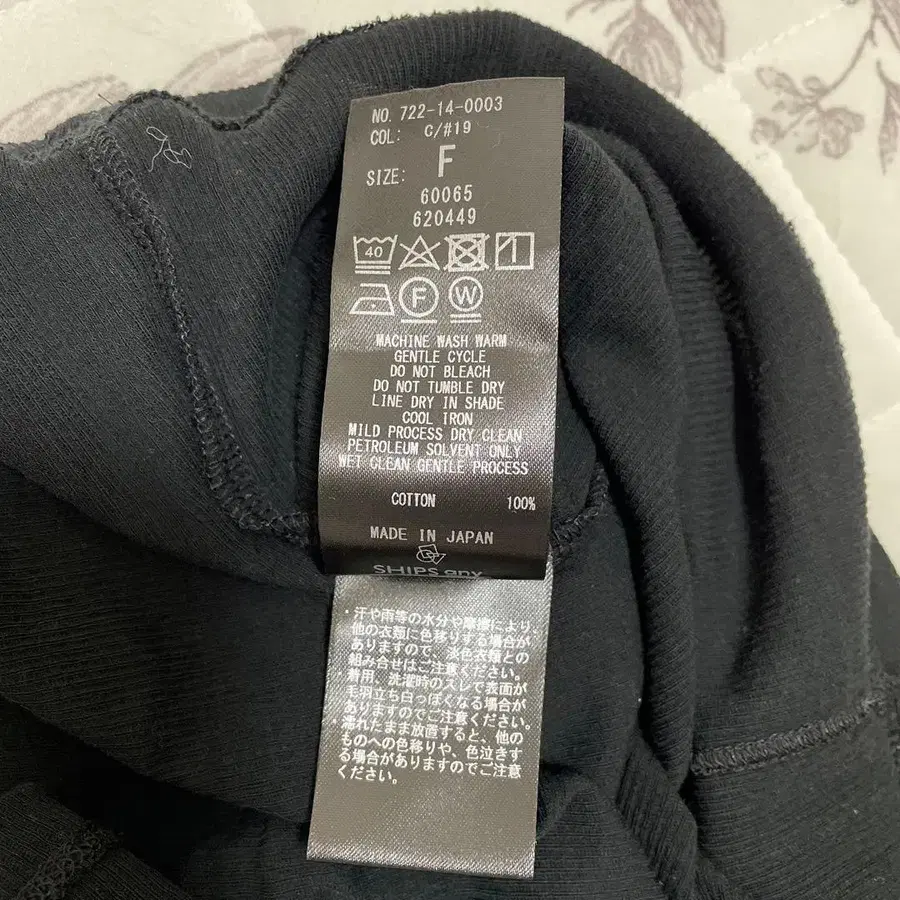 NO. 722-14-0003
COL: C/#19
SIZE: F
60065
620449
40
F W
MACHINE WASH WARM
GENTLE CYCLE
DO NOT BLEACH
DO NOT TUMBLE DRY
LINE DRY IN SHADE
COOL IRON
MILD PROCESS DRY CLEAN
PETROLEUM SOLVENT ONLY
WET CLEAN GENTLE PROCESS
COTTON 100%
MADE IN JAPAN
SHIPS any
・汗や雨等の水分や摩擦により、
他の衣類に色移りする場合が
ありますので、淡色衣類との
組み合せはご注意ください。
着用、洗濯時のスレで表面が
毛羽立ち白っぽくなる場合が
ありますのでご注意ください。
・濡れたまま放置すると、他の
ものへの色移りや、色泣きす
る場合がありますのでご注意
ください。